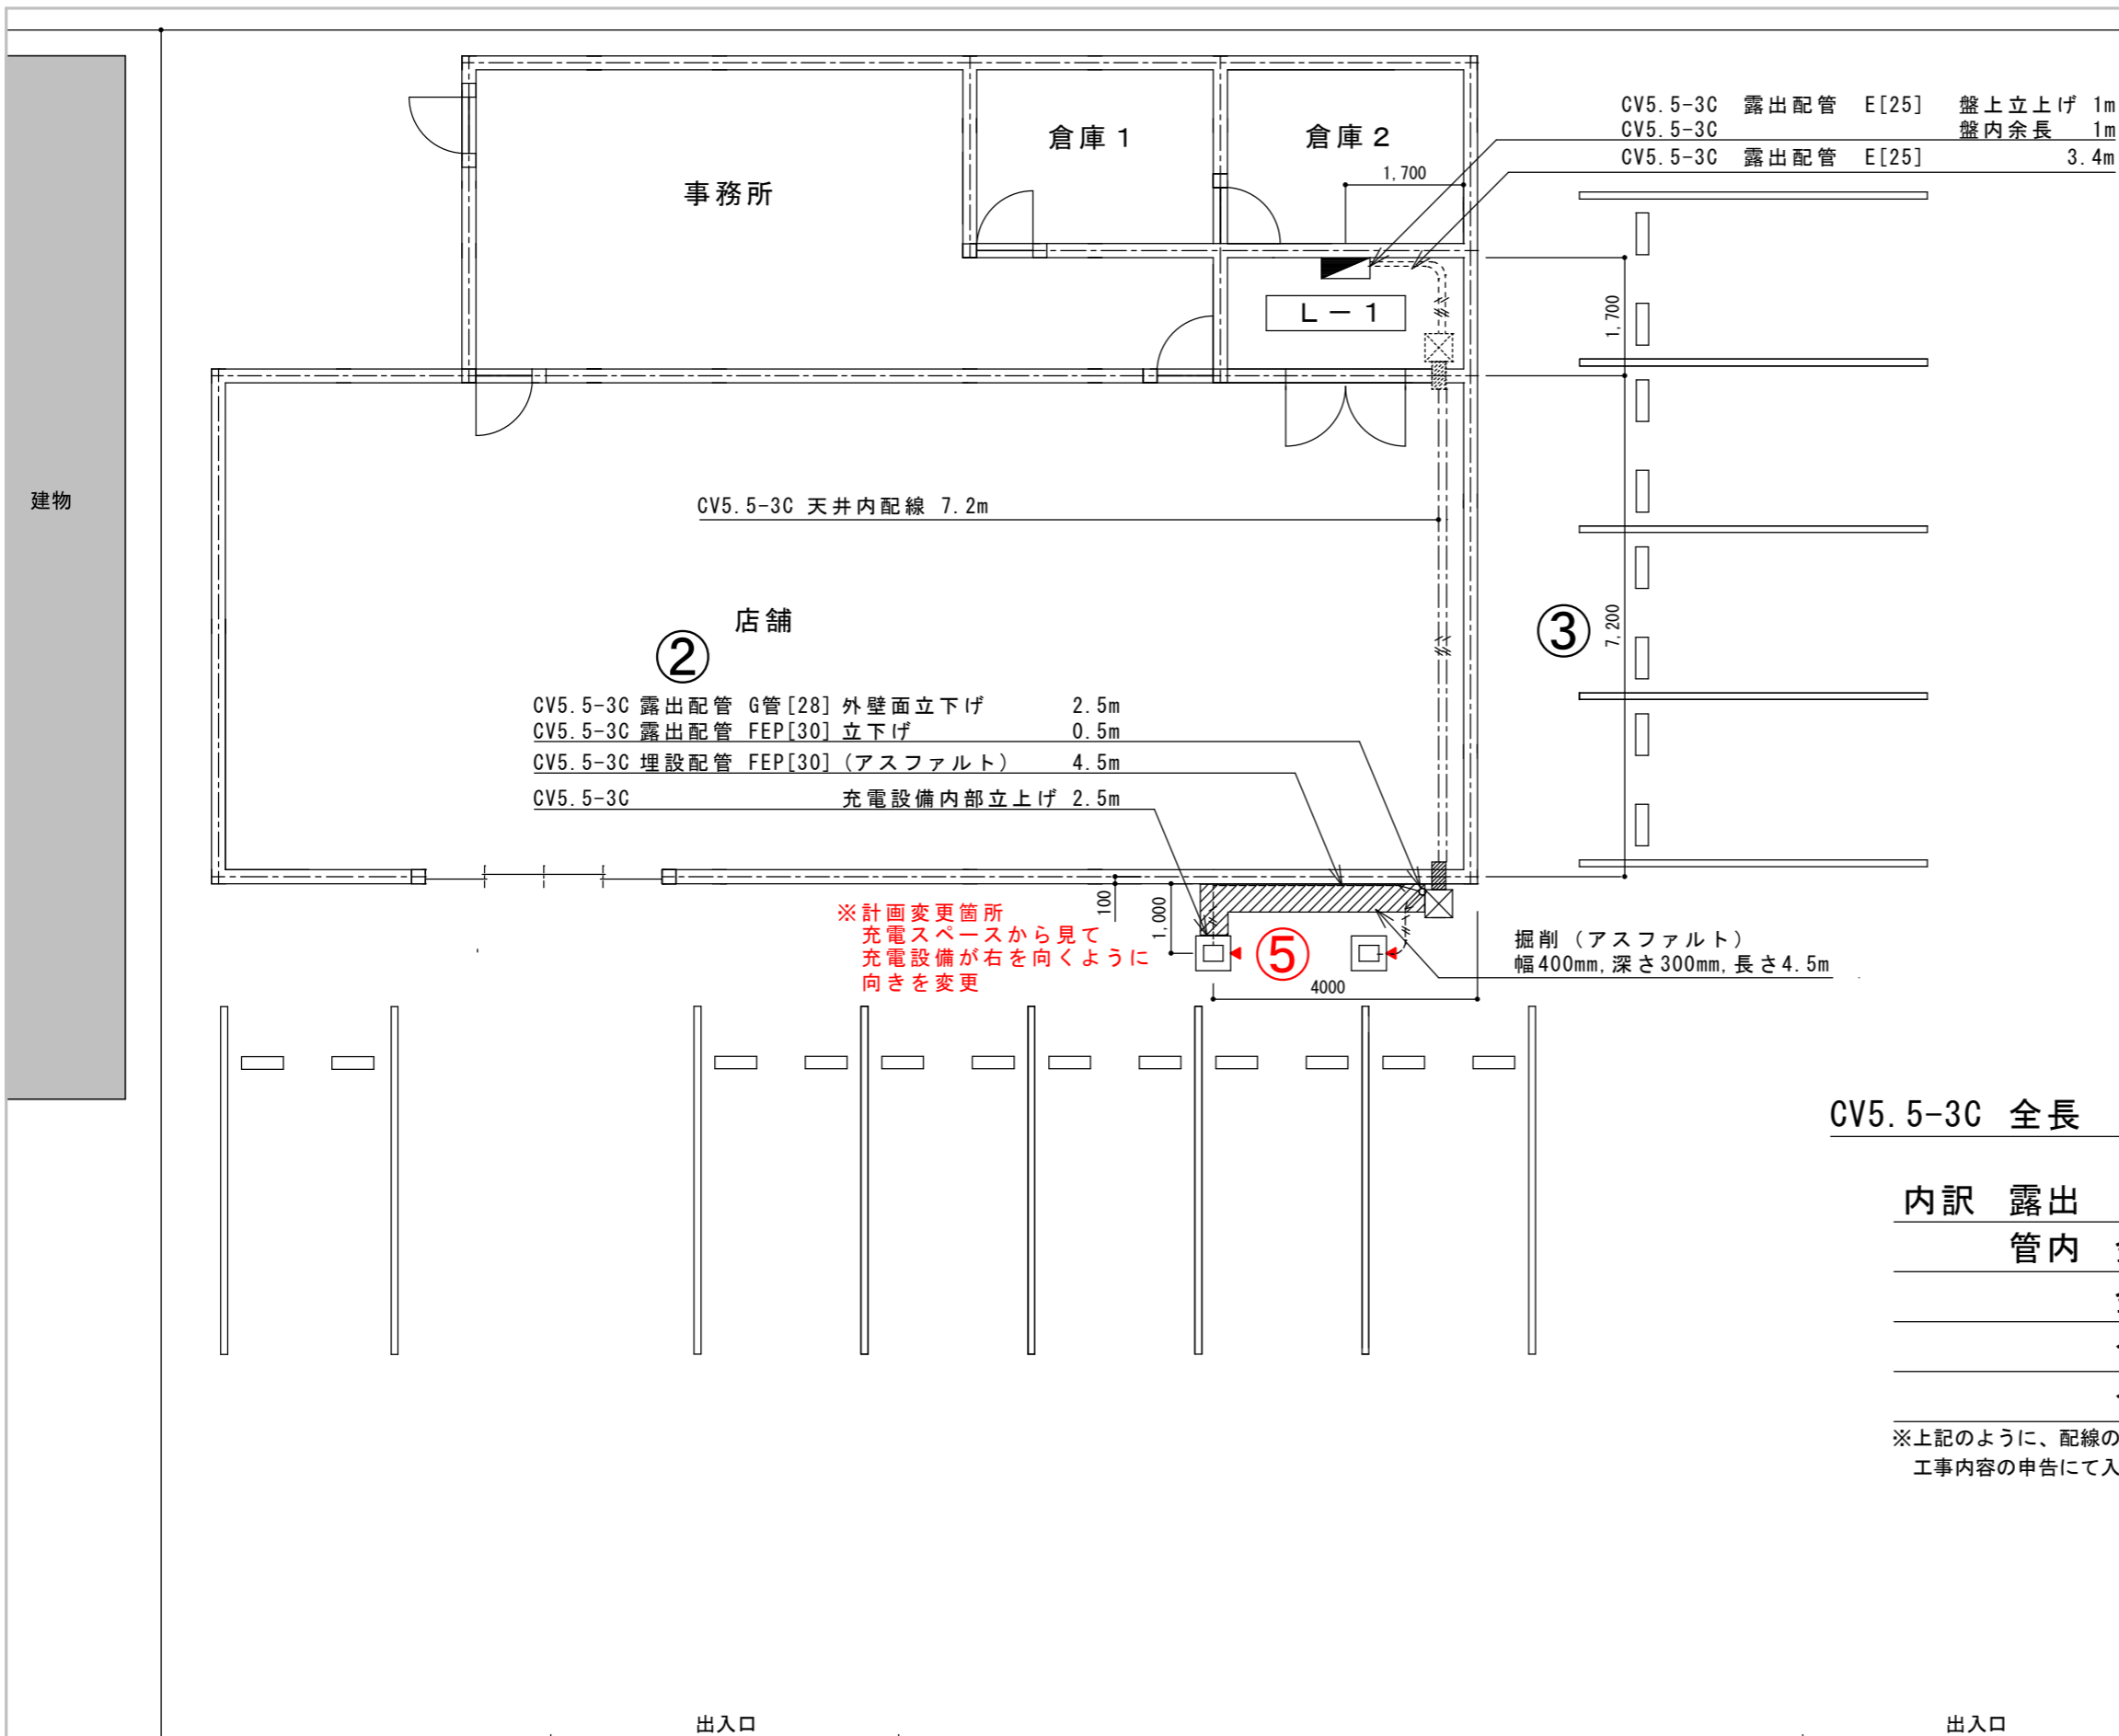 CV5.5-3C 露出配管 E[25] 盤上立上げ 1m
CV5.5-3C 盤内余長 1m
CV5.5-3C 露出配管 E[25] 3.4m
倉庫１
倉庫２
事務所
1,700
L－1
1,700
建物
CV5.5-3C 天井内配線 7.2m
店舗
②
③
7,200
CV5.5-3C 露出配管 G管[28] 外壁面立下げ 2.5m
CV5.5-3C 露出配管 FEP[30] 立下げ 0.5m
CV5.5-3C 埋設配管 FEP[30] (アスファルト) 4.5m
CV5.5-3C 充電設備内部立上げ 2.5m
100
1,000
※計画変更箇所
充電スペースから見て
充電設備が右を向くように
向きを変更
⑤
掘削（アスファルト）
幅400mm,深さ300mm,長さ4.5m
4000
CV5.5-3C 全長
内訳 露出
管内
※上記のように、配線の
工事内容の申告にて入
出入口
出入口